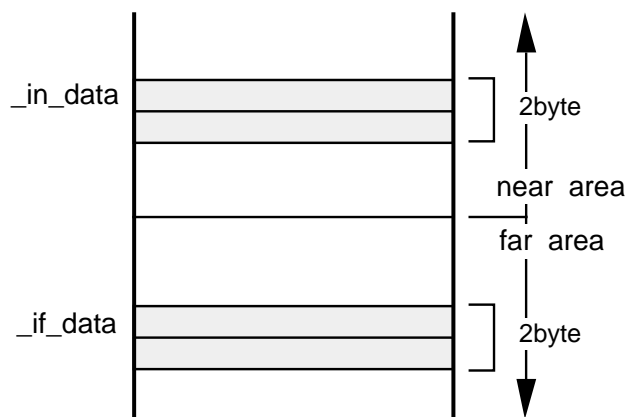 _in_data
2byte
near area
far area
_if_data
2byte